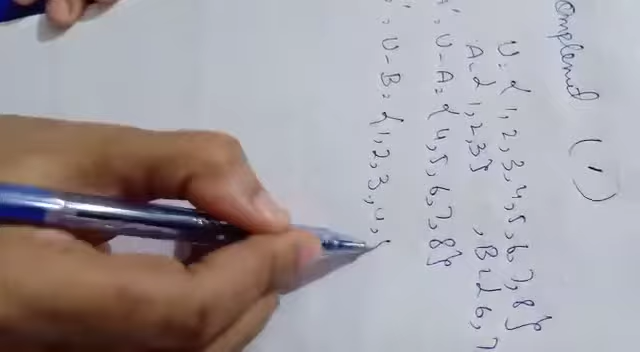 omplement (')
U = { 1, 2, 3, 4, 5, 6, 7, 8}
A = { 1, 2, 3} , B = { 6, 7
' = U - A = { 4, 5, 6, 7, 8}
' = U - B = { 1, 2, 3, 4,